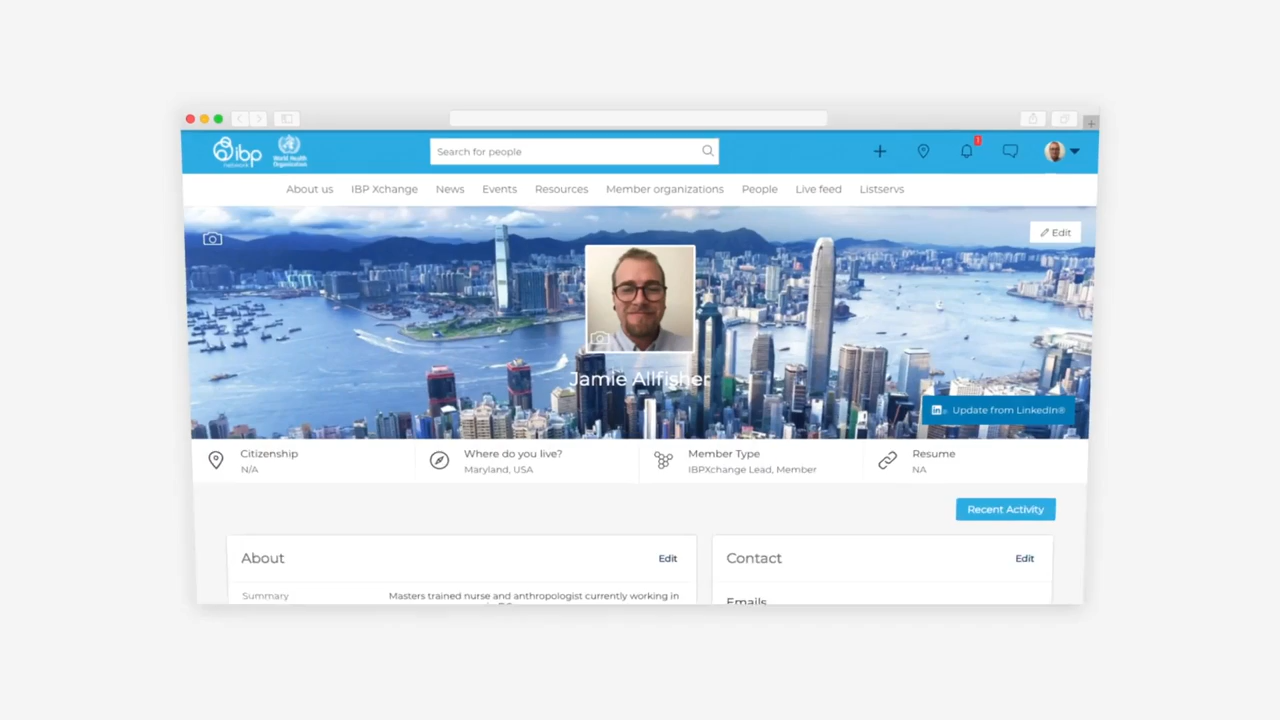 ibp
network
World Health
Organization
Search for people
1
About us IBP Xchange News Events Resources Member organizations People Live feed Listservs
Edit
Jamie Allfisher
in Update from LinkedIn®
Citizenship
N/A
Where do you live?
Maryland, USA
Member Type
IBPXchange Lead, Member
Resume
NA
Recent Activity
About Edit
Summary Masters trained nurse and anthropologist currently working in
Contact Edit
Emails